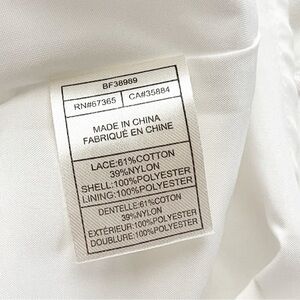 BF38989
RN#67365 CA#35884
MADE IN CHINA
FABRIQUÉ EN CHINE
LACE:61%COTTON
39%NYLON
SHELL:100%POLYESTER
LINING:100%POLYESTER
DENTELLE:61%COTON
39%NYLON
EXTÉRIEUR:100%POLYESTER
DOUBLURE:100%POLYESTER